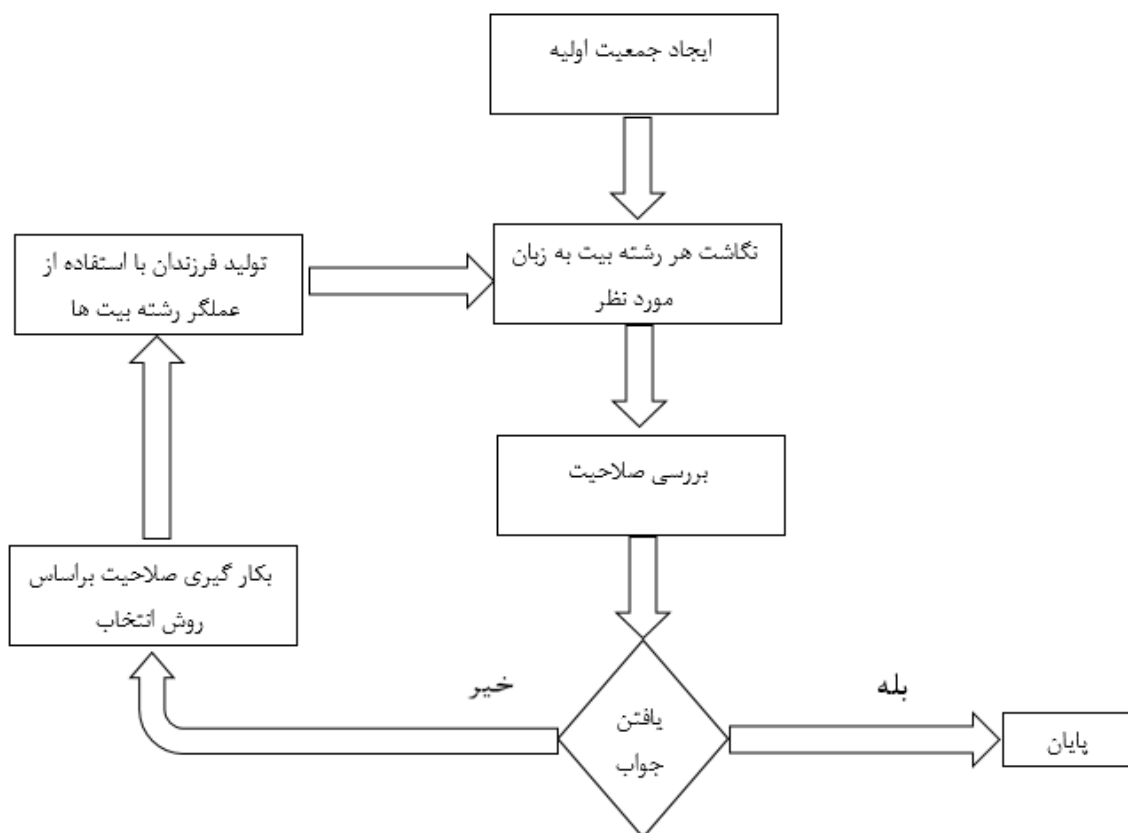 ایجاد جمعیت اولیه
نگاشت هر رشته بیت به زبان
مورد نظر
تولید فرزندان با استفاده از
عملگر رشته بیت ها
بررسی صلاحیت
بکار گیری صلاحیت براساس
روش انتخاب
خیر
بله
یافتن
جواب
پایان